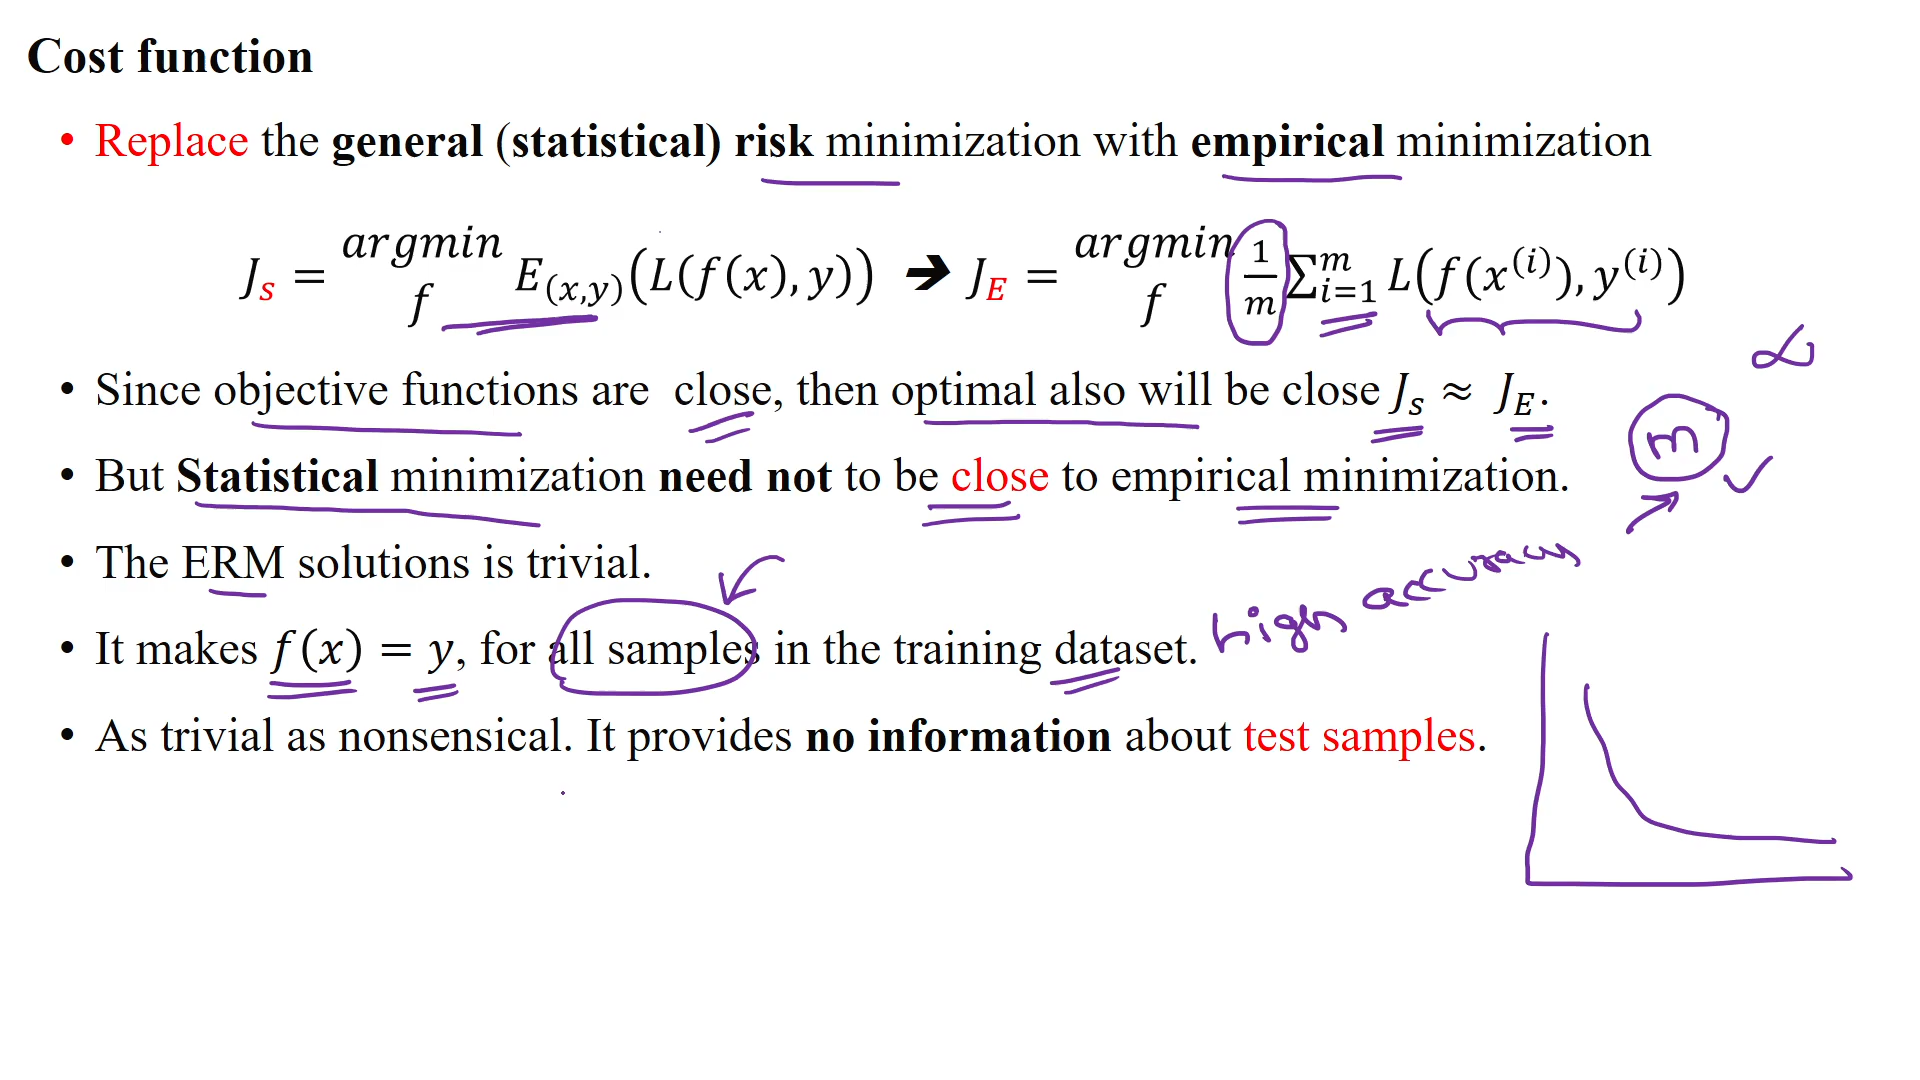 Cost function
• Replace the general (statistical) risk minimization with empirical minimization
J_s = argmin f E_(x,y)(L(f(x), y)) ➔ J_E = argmin f 1/m ∑_{i=1}^{m} L(f(x^(i)), y^(i))
• Since objective functions are close, then optimal also will be close J_s ≈ J_E.
m
• But Statistical minimization need not to be close to empirical minimization.
• The ERM solutions is trivial.
• It makes f(x) = y, for all samples in the training dataset.
high
• As trivial as nonsensical. It provides no information about test samples.